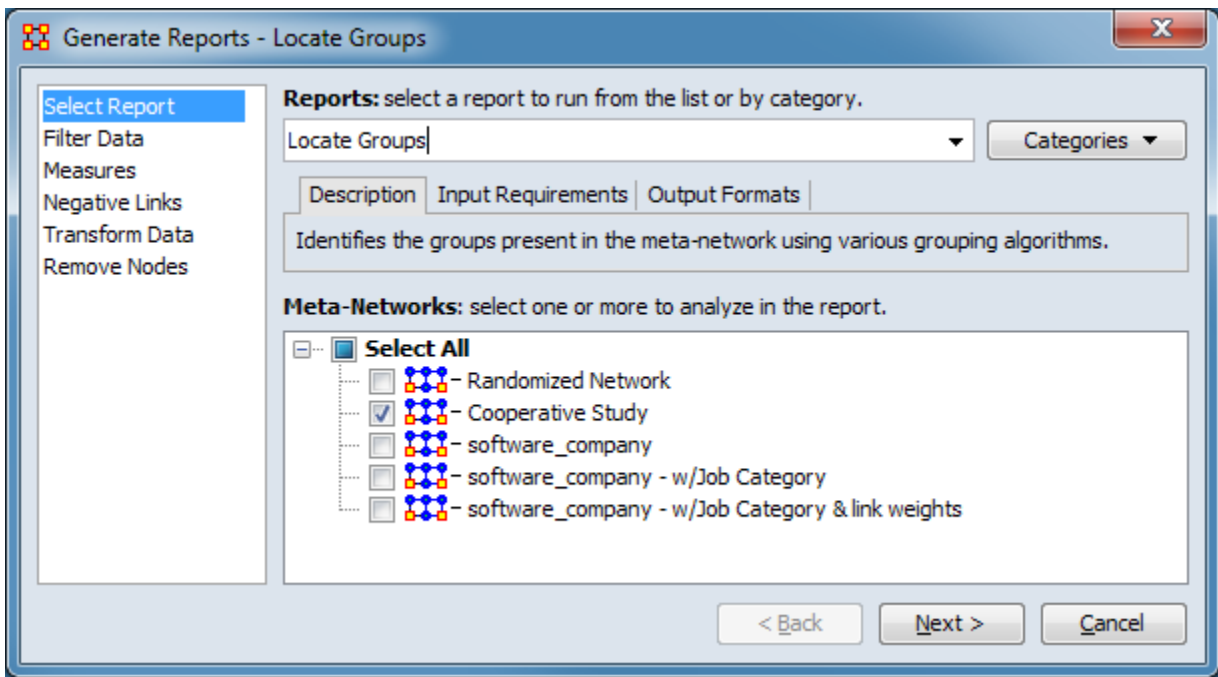 Generate Reports - Locate Groups
x
Select Report
Filter Data
Measures
Negative Links
Transform Data
Remove Nodes
Reports: select a report to run from the list or by category.
Locate Groups
Categories
Description Input Requirements Output Formats
Identifies the groups present in the meta-network using various grouping algorithms.
Meta-Networks: select one or more to analyze in the report.
Select All
Randomized Network
Cooperative Study
software_company
software_company - w/Job Category
software_company - w/Job Category & link weights
< Back Next > Cancel